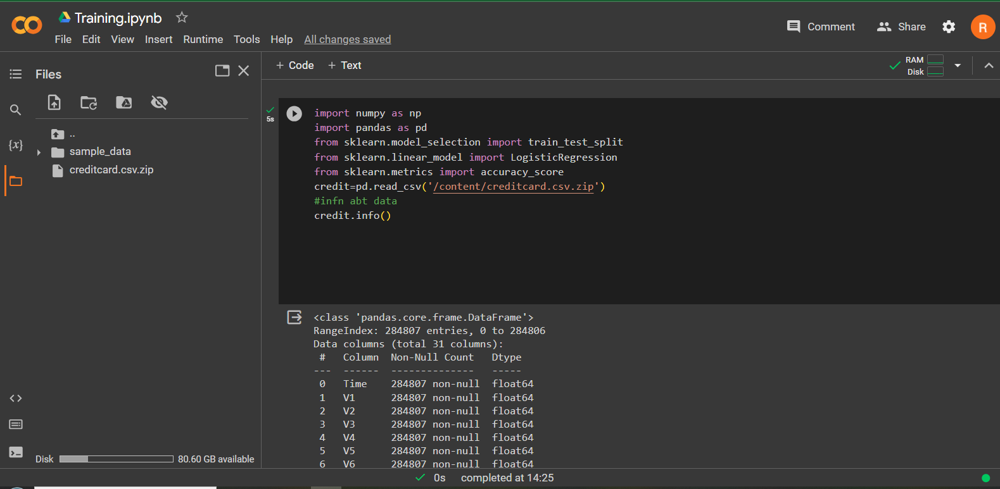 Training.ipynb
File Edit View Insert Runtime Tools Help All changes saved
Comment Share R
Files
+ Code + Text
RAM
Disk
{x}
..
sample_data
creditcard.csv.zip
5s
import numpy as np
import pandas as pd
from sklearn.model_selection import train_test_split
from sklearn.linear_model import LogisticRegression
from sklearn.metrics import accuracy_score
credit=pd.read_csv('/content/creditcard.csv.zip')
#infn abt data
credit.info()
<class 'pandas.core.frame.DataFrame'>
RangeIndex: 284807 entries, 0 to 284806
Data columns (total 31 columns):
# Column Non-Null Count Dtype
--- ------ -------------- -----
0 Time 284807 non-null float64
1 V1 284807 non-null float64
2 V2 284807 non-null float64
3 V3 284807 non-null float64
4 V4 284807 non-null float64
5 V5 284807 non-null float64
6 V6 284807 non-null float64
Disk 80.60 GB available
0s completed at 14:25